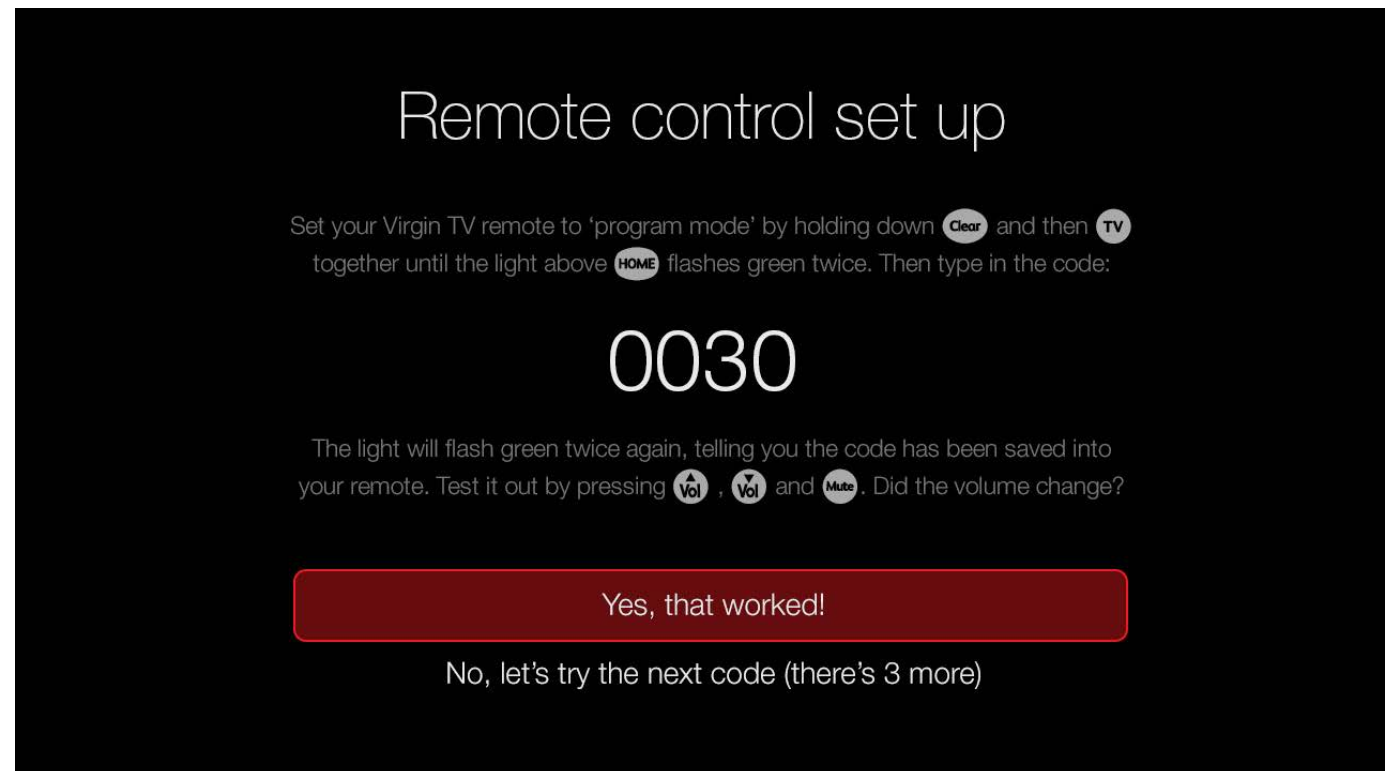 Remote control set up
Set your Virgin TV remote to ‘program mode’ by holding down Clear and then TV
together until the light above HOME flashes green twice. Then type in the code:
0030
The light will flash green twice again, telling you the code has been saved into
your remote. Test it out by pressing Vol , Vol and Mute. Did the volume change?
Yes, that worked!
No, let’s try the next code (there’s 3 more)